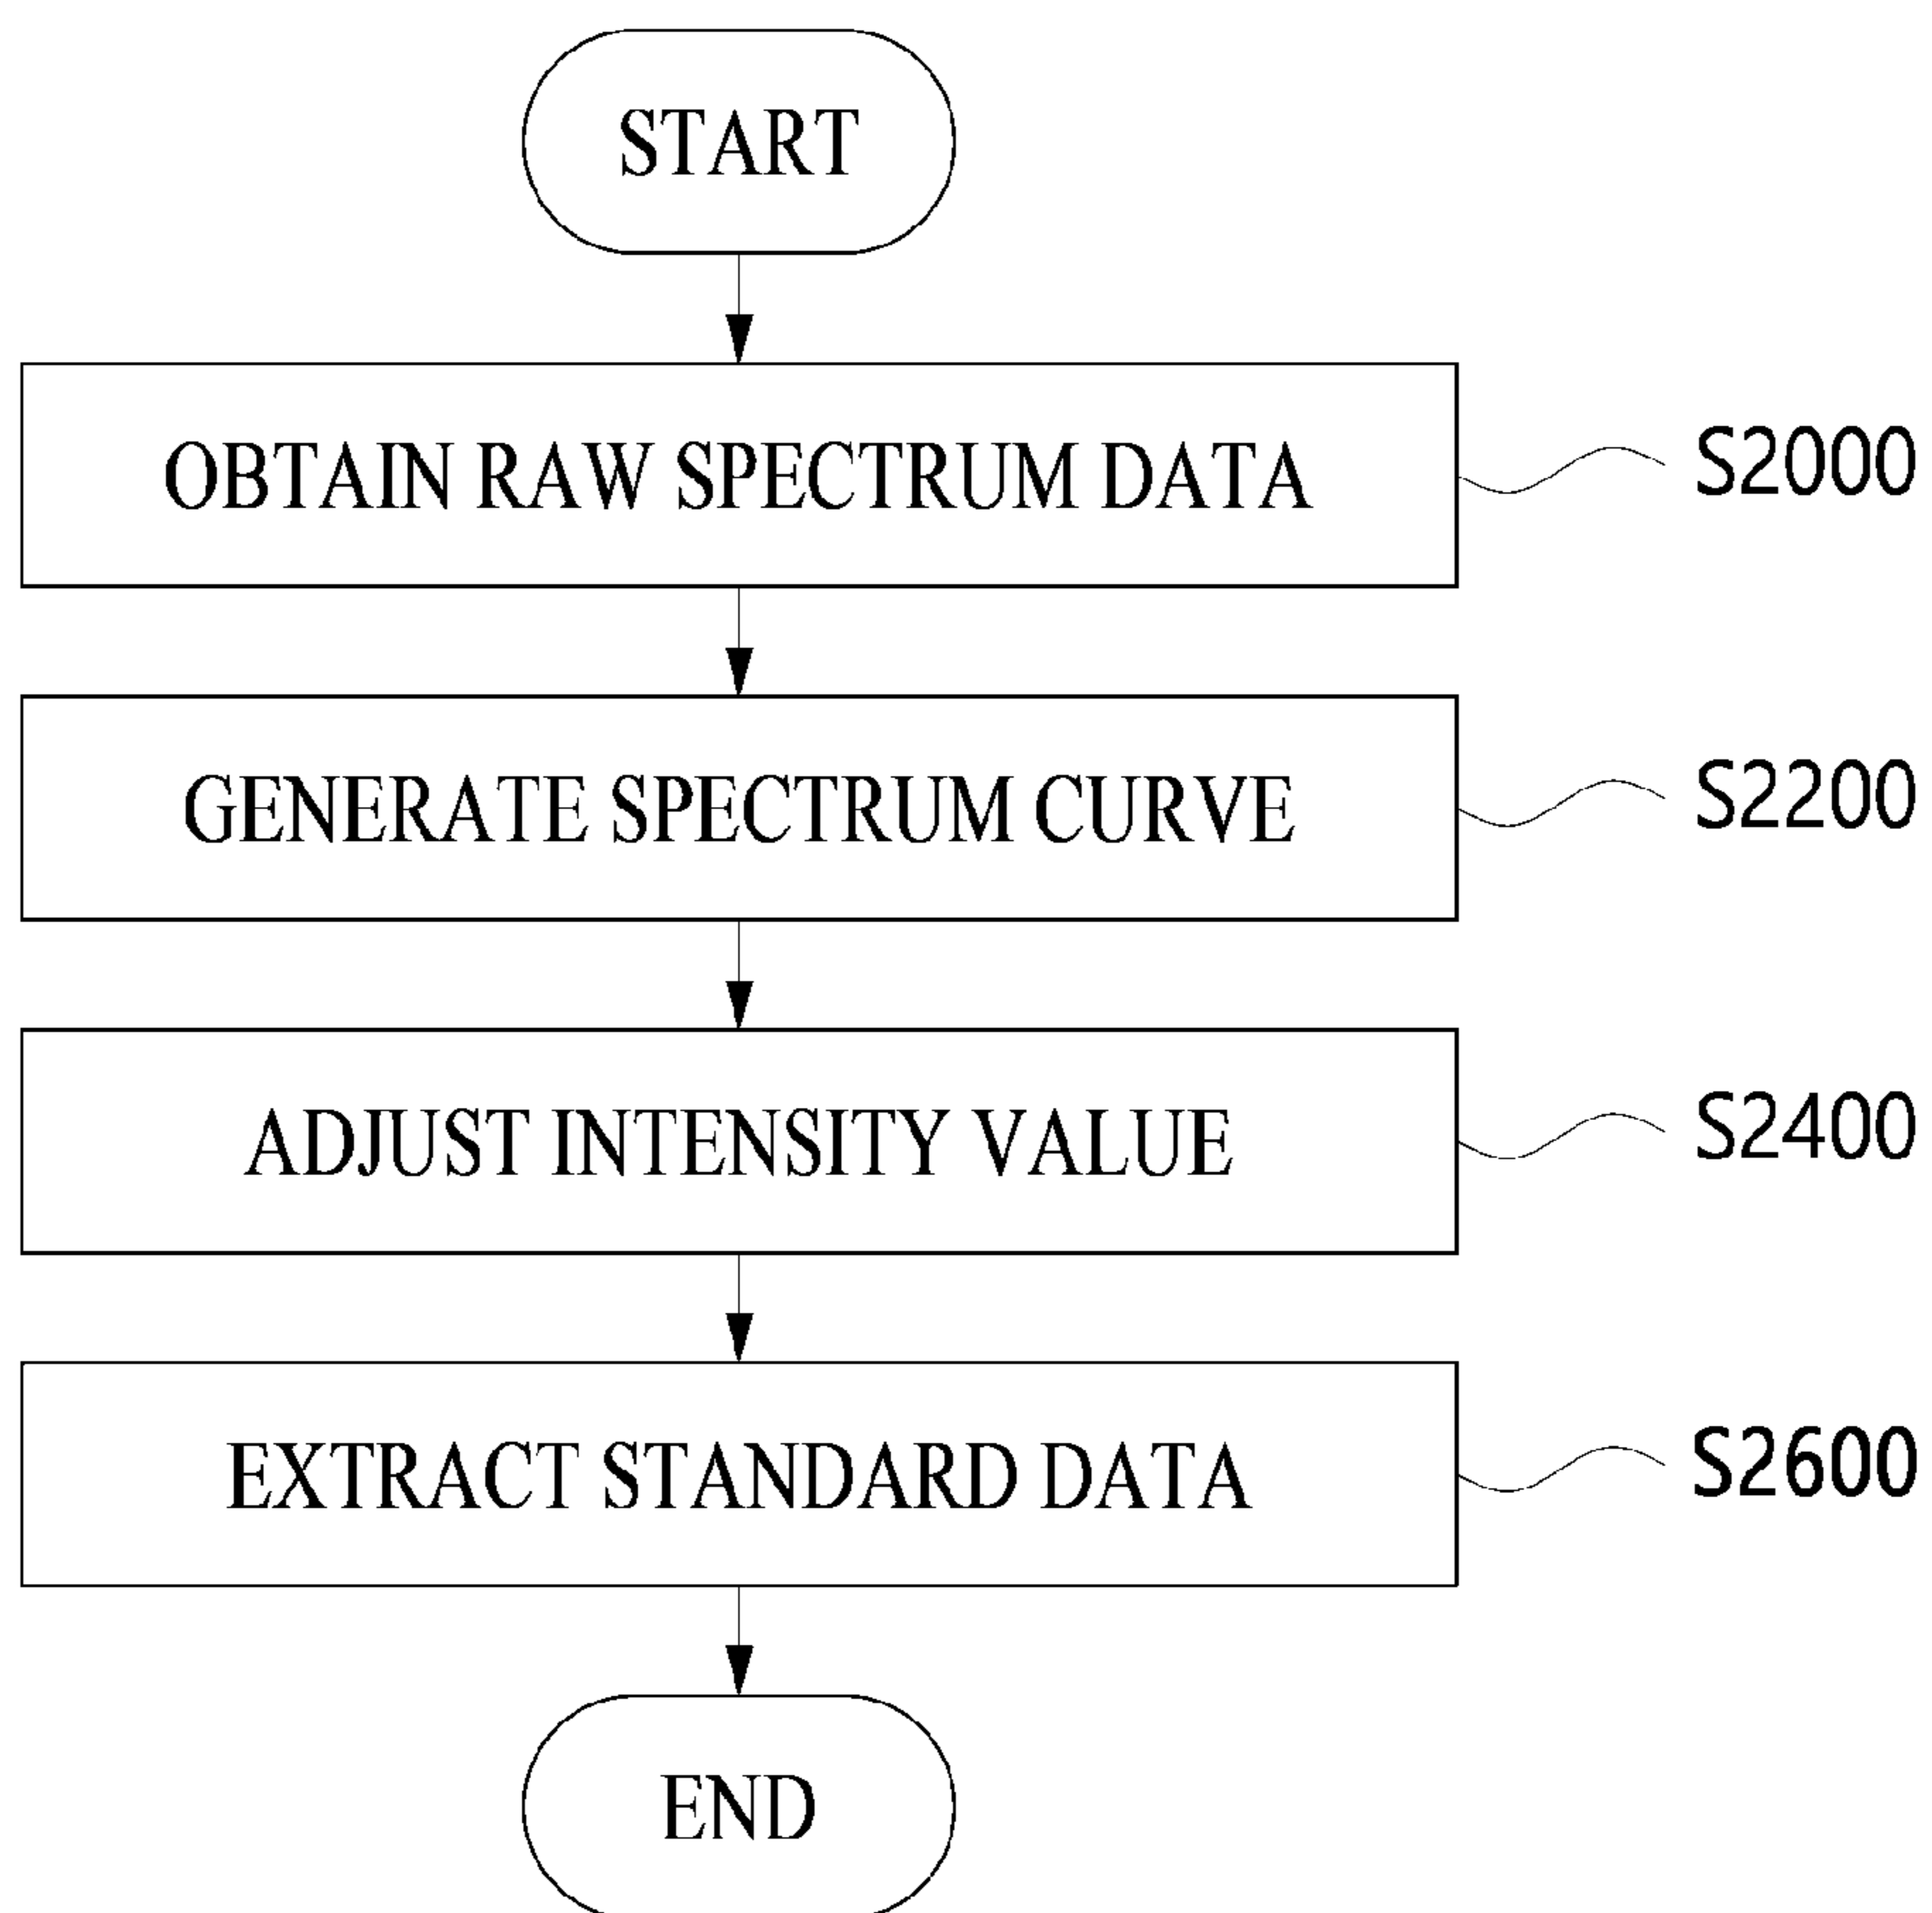 START
OBTAIN RAW SPECTRUM DATA
S2000
GENERATE SPECTRUM CURVE
S2200
ADJUST INTENSITY VALUE
S2400
EXTRACT STANDARD DATA
S2600
END